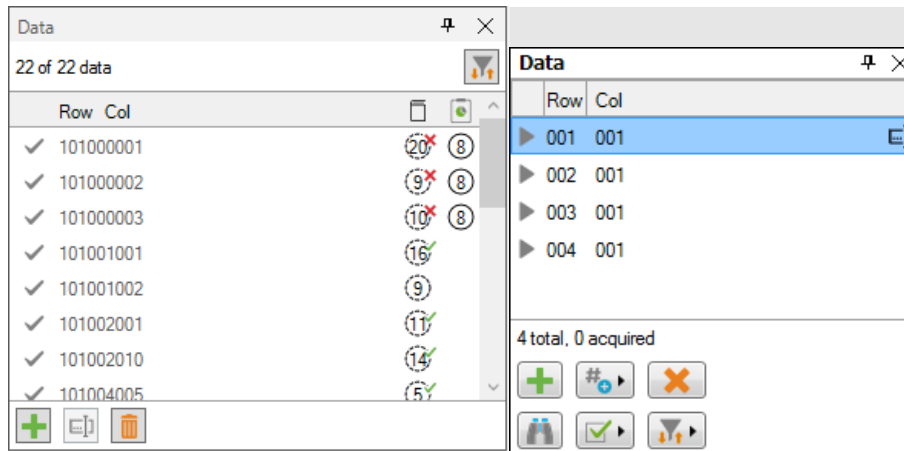 Data
22 of 22 data
Row Col
101000001 20 8
101000002 9 8
101000003 10 8
101001001 16
101001002 9
101002001 11
101002010 14
101004005 5
Data
Row Col
001 001
002 001
003 001
004 001
4 total, 0 acquired
#